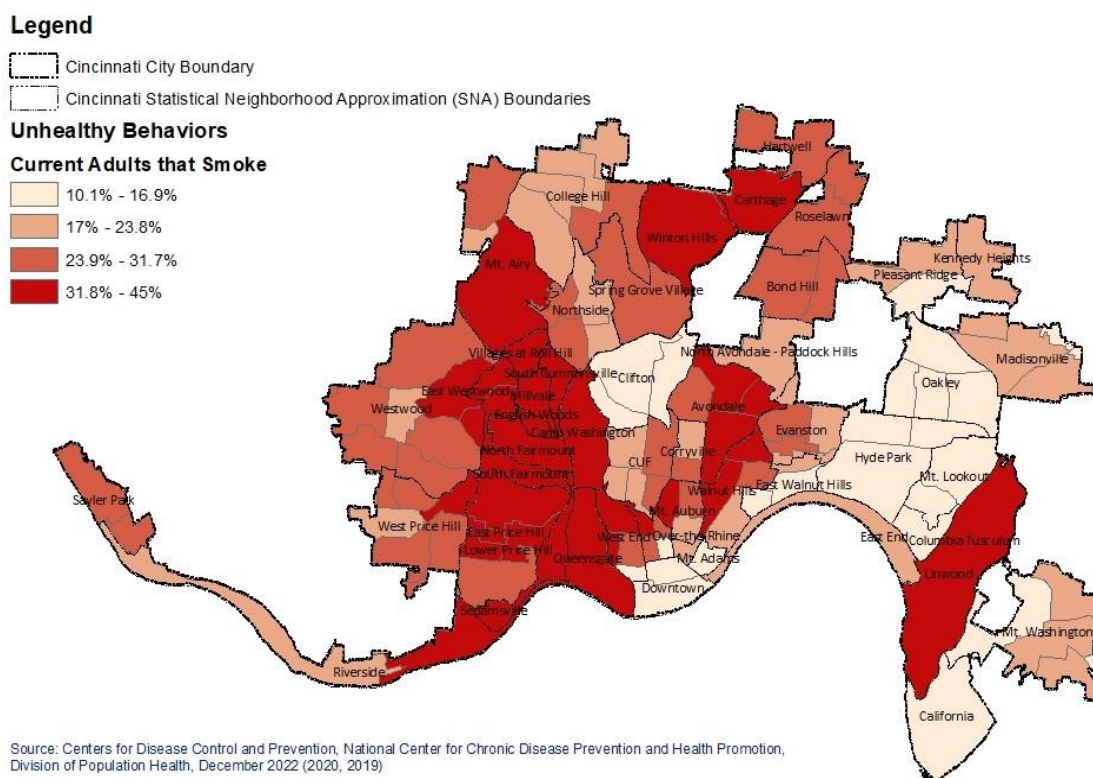 Legend
Cincinnati City Boundary
Cincinnati Statistical Neighborhood Approximation (SNA) Boundaries
Unhealthy Behaviors
Current Adults that Smoke
10.1% - 16.9%
17% - 23.8%
23.9% - 31.7%
31.8% - 45%
Hartwell
College Hill
Carthage
Roselawn
Winton Hills
Mt. Airy
Kennedy Heights
Pleasant Ridge
Spring Grove Village
Bond Hill
Northside
Villages at Roll Hill
North Avondale - Paddock Hills
Madisonville
South Cumminsville
Clifton
Oakley
East Westwood
Millvale
Westwood
English Woods
Avondale
Camp Washington
Evanston
North Fairmount
CUF
Corryville
Hyde Park
South Fairmount
Mt. Lookout
Walnut Hills
East Walnut Hills
Sayler Park
Mt. Auburn
West Price Hill
East Price Hill
West End
Over-the-Rhine
East End
Columbia Tusculum
Lower Price Hill
Queensgate
Mt. Adams
Linwood
Downtown
Sedamsville
Mt. Washington
Riverside
California
Source: Centers for Disease Control and Prevention, National Center for Chronic Disease Prevention and Health Promotion,
Division of Population Health, December 2022 (2020, 2019)